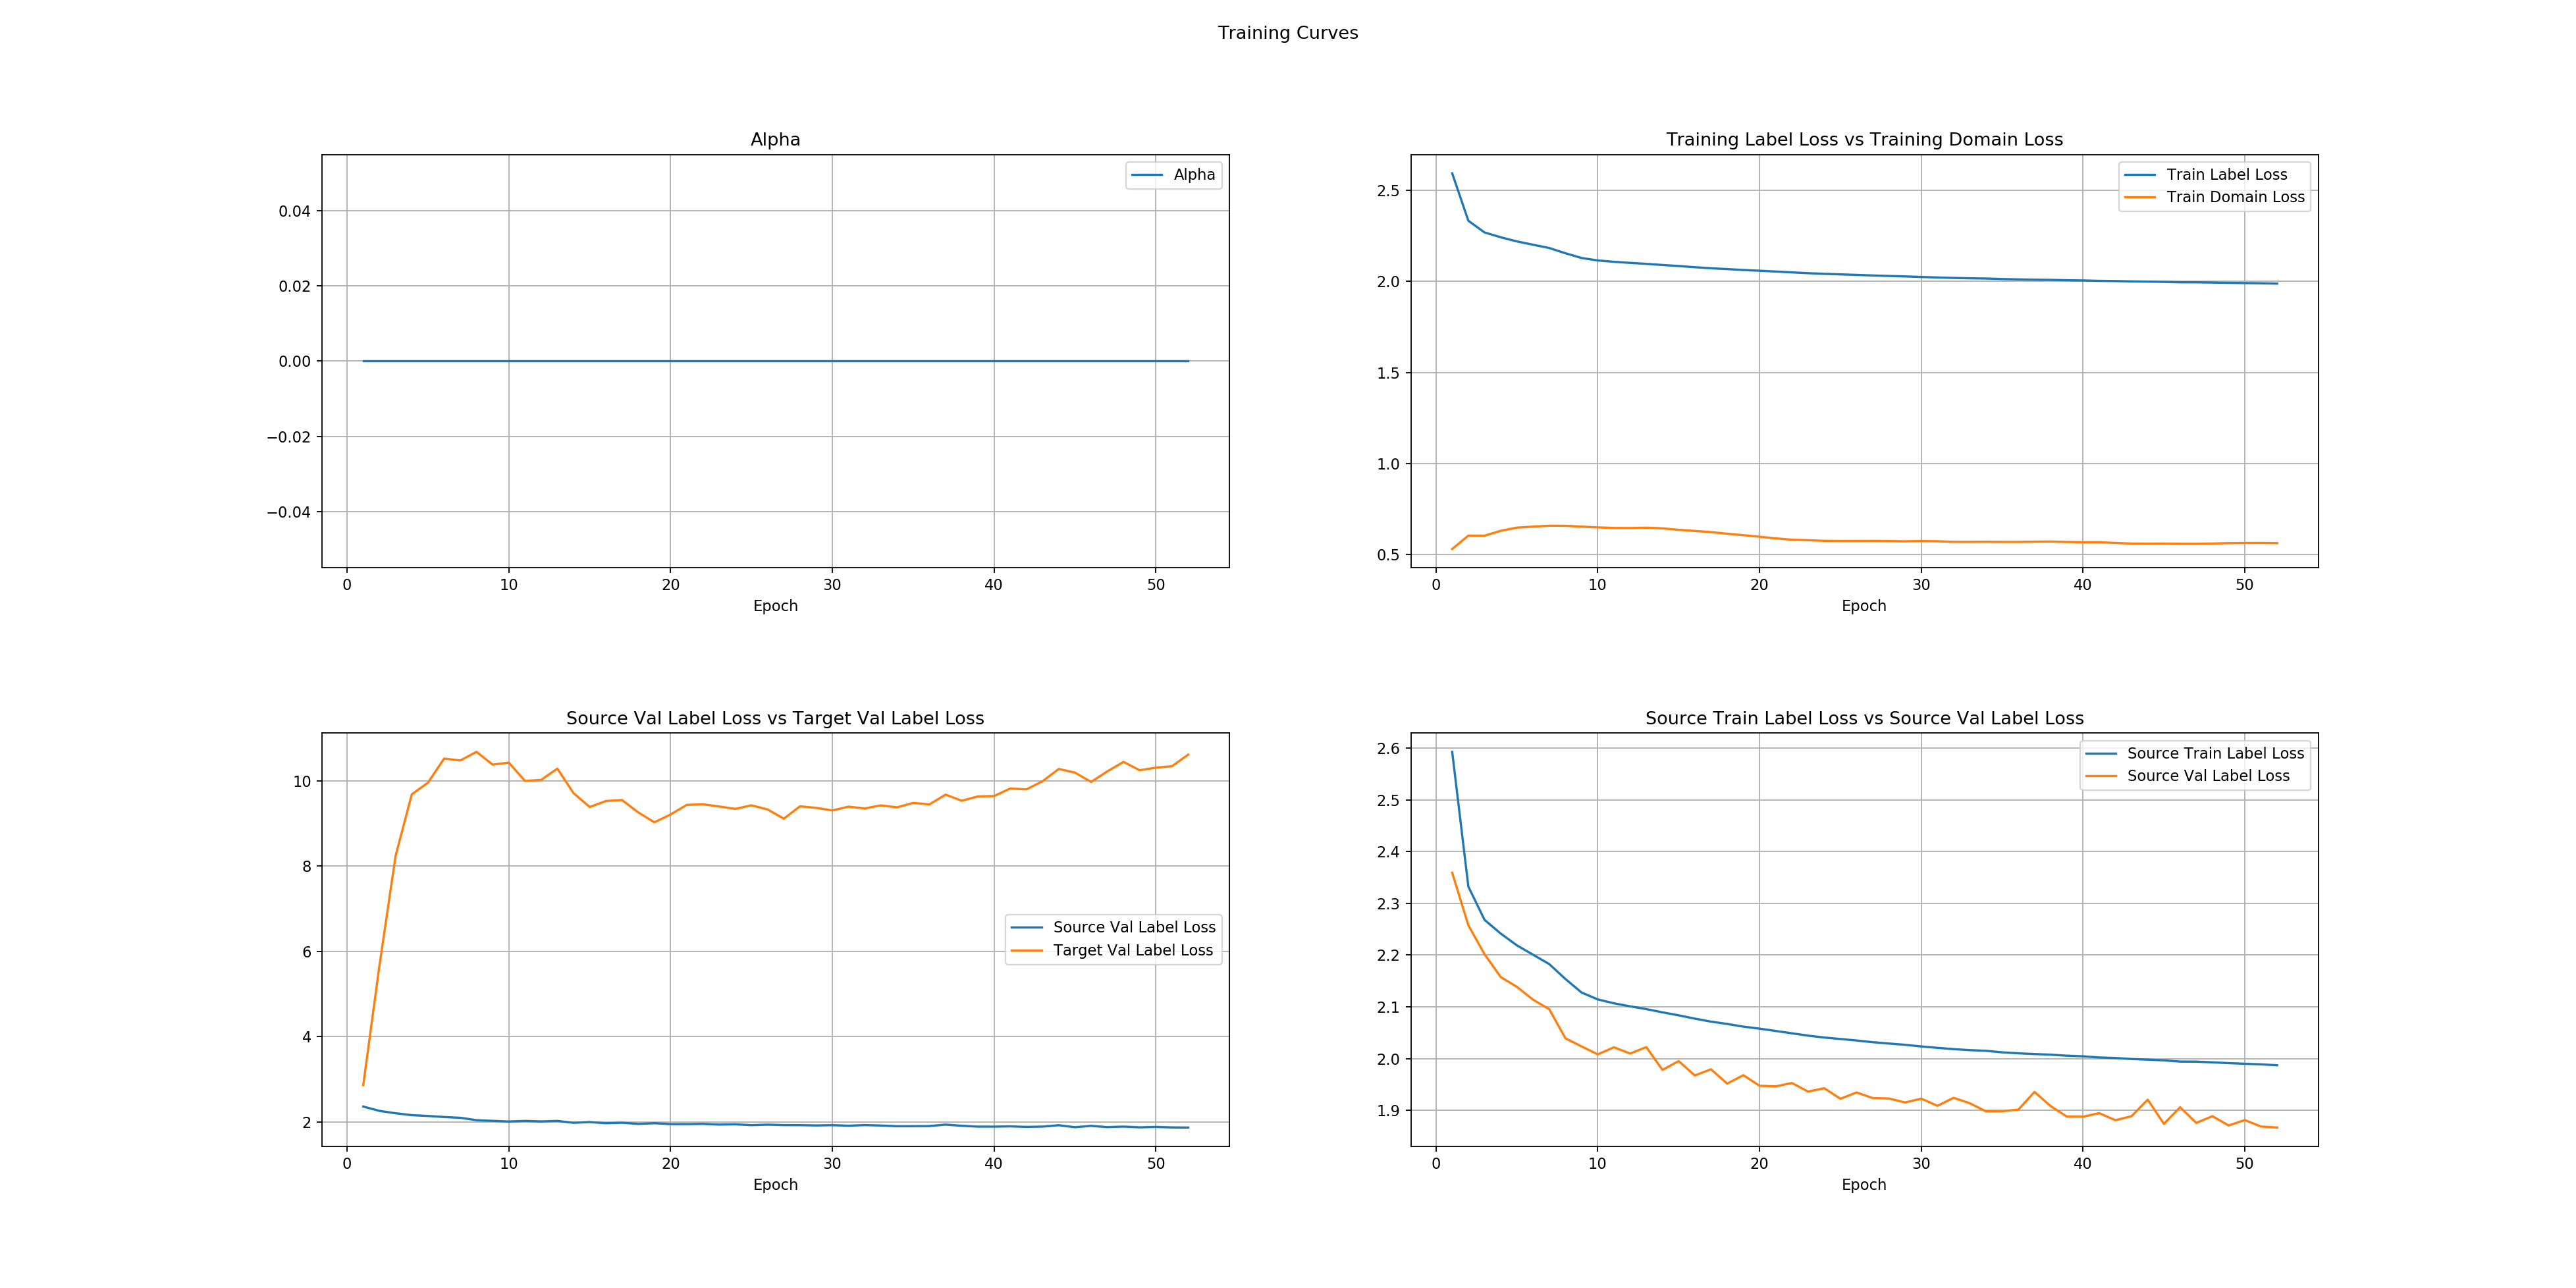 Training Curves
Alpha
Alpha
0.04
0.02
0.00
−0.02
−0.04
0 10 20 30 40 50
Epoch
Training Label Loss vs Training Domain Loss
Train Label Loss
Train Domain Loss
2.5
2.0
1.5
1.0
0.5
0 10 20 30 40 50
Epoch
Source Val Label Loss vs Target Val Label Loss
10
8
6
4
2
Source Val Label Loss
Target Val Label Loss
0 10 20 30 40 50
Epoch
Source Train Label Loss vs Source Val Label Loss
Source Train Label Loss
Source Val Label Loss
2.6
2.5
2.4
2.3
2.2
2.1
2.0
1.9
0 10 20 30 40 50
Epoch